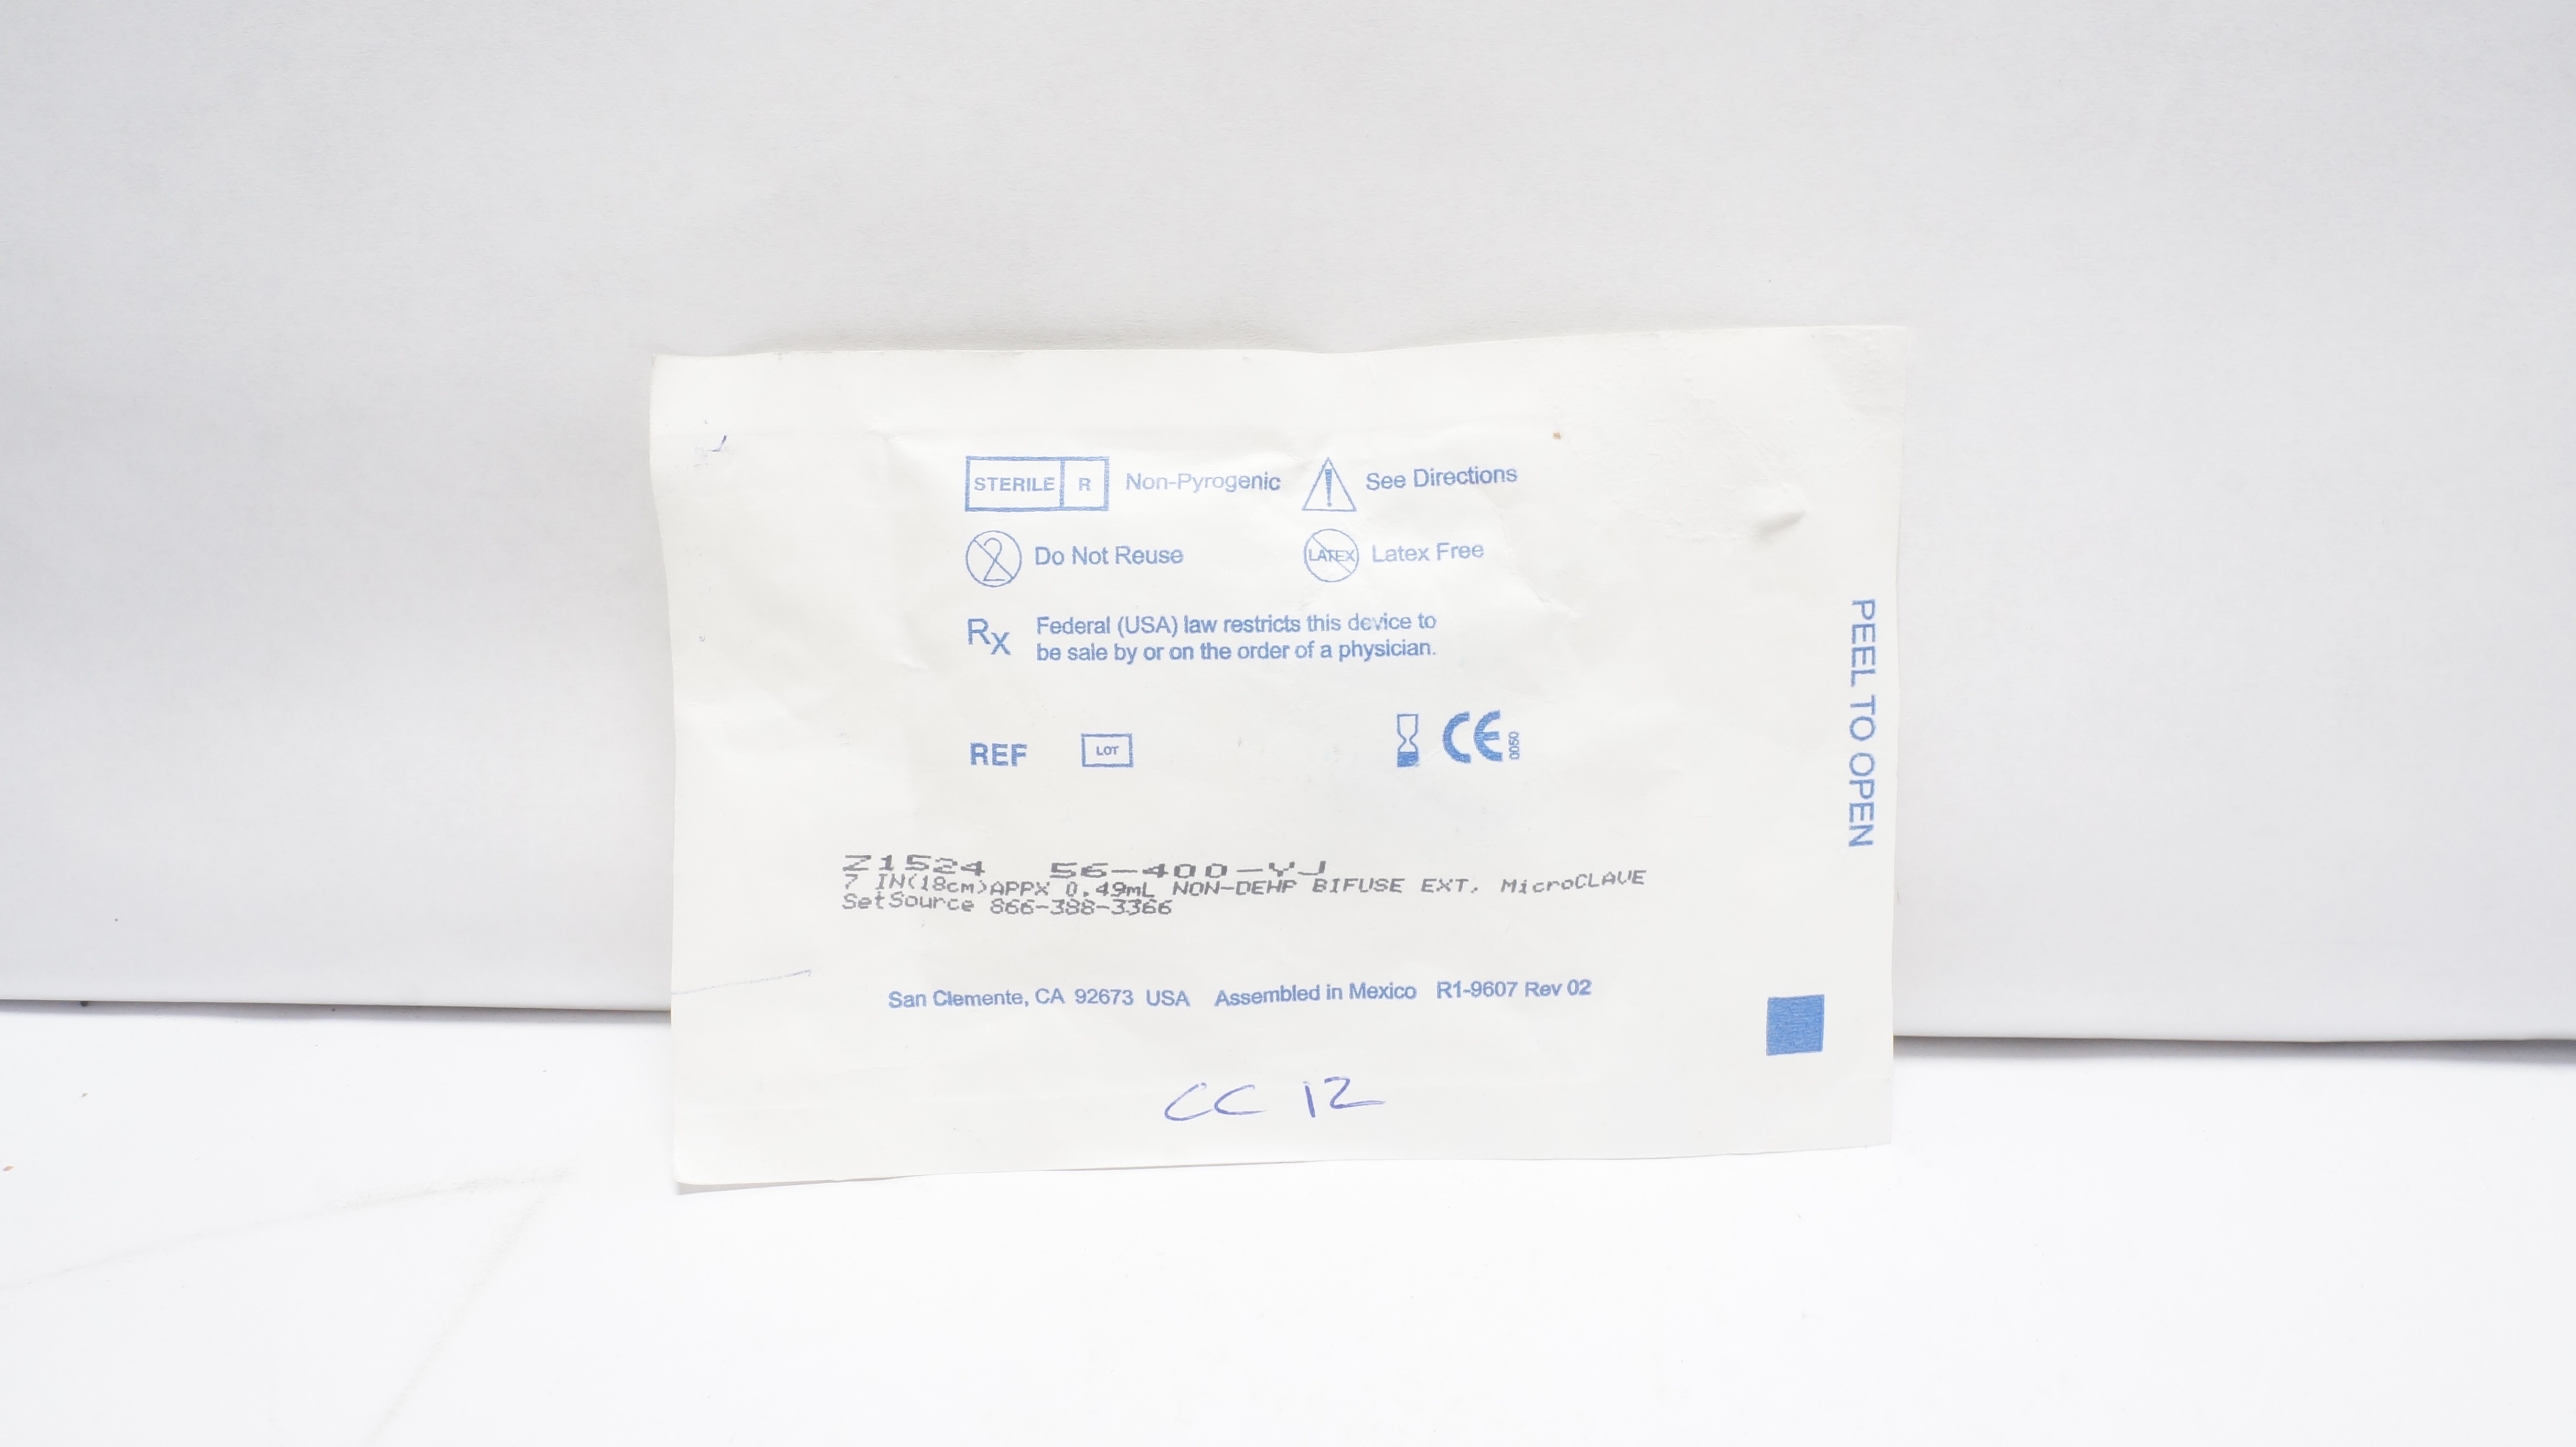 STERILE R Non-Pyrogenic See Directions
Do Not Reuse LATEX Latex Free
Rx Federal (USA) law restricts this device to
be sale by or on the order of a physician.
REF LOT CE 0050
Z1524 56-400-YJ
7 IN(18cm)APPX 0.49mL NON-DEHP BIFUSE EXT, MicroCLAVE
SetSource 866-388-3366
San Clemente, CA 92673 USA Assembled in Mexico R1-9607 Rev 02
CC 12
PEEL TO OPEN